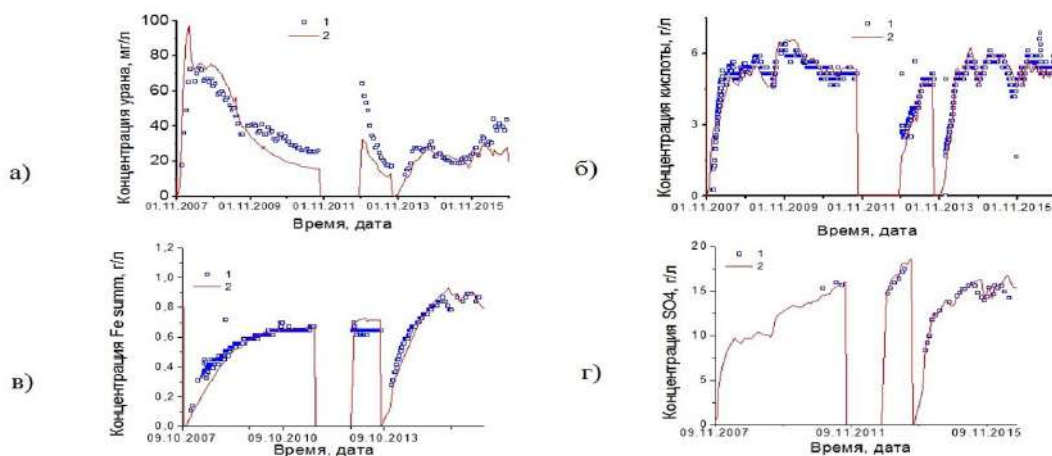 а)
Концентрация урана, мг/л
100
80
60
40
20
0
1
2
01.11.2007 01.11.2009 01.11.2011 01.11.2013 01.11.2015
Время, дата
б)
Концентрация кислоты, г/л
6
3
0
1
2
01.11.2007 01.11.2009 01.11.2011 01.11.2013 01.11.2015
Время, дата
в)
Концентрация Fe summ, г/л
1,2
1,0
0,8
0,6
0,4
0,2
0,0
1
2
09.10.2007 09.10.2010 09.10.2013
Время, дата
г)
Концентрация SO4, г/л
20
15
10
5
0
1
2
09.11.2007 09.11.2011 09.11.2015
Время, дата